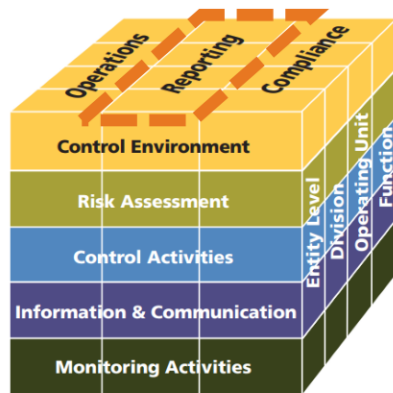 Operations
Reporting
Compliance
Control Environment
Risk Assessment
Control Activities
Information & Communication
Monitoring Activities
Entity Level
Division
Operating Unit
Function